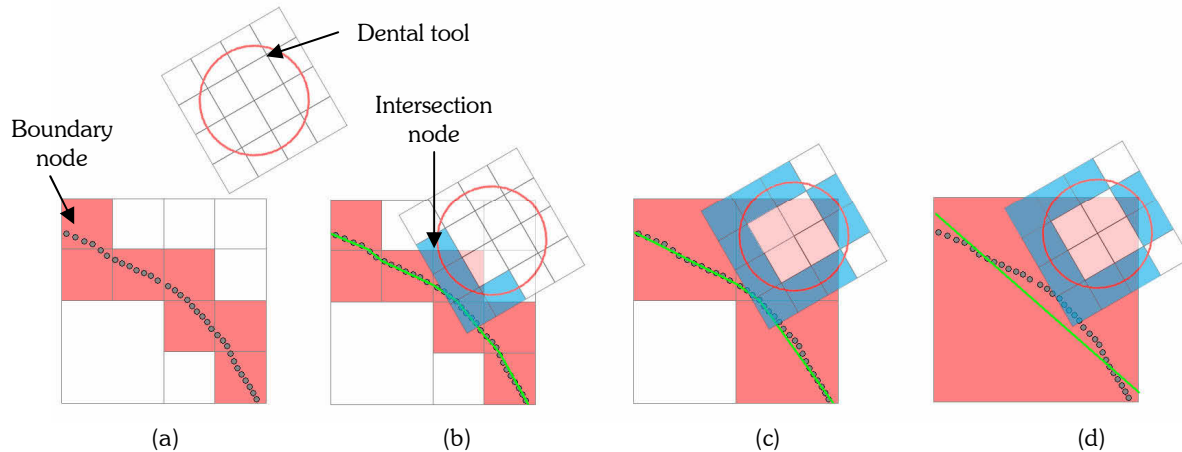 Dental tool
Boundary
node
Intersection
node
(a)
(b)
(c)
(d)